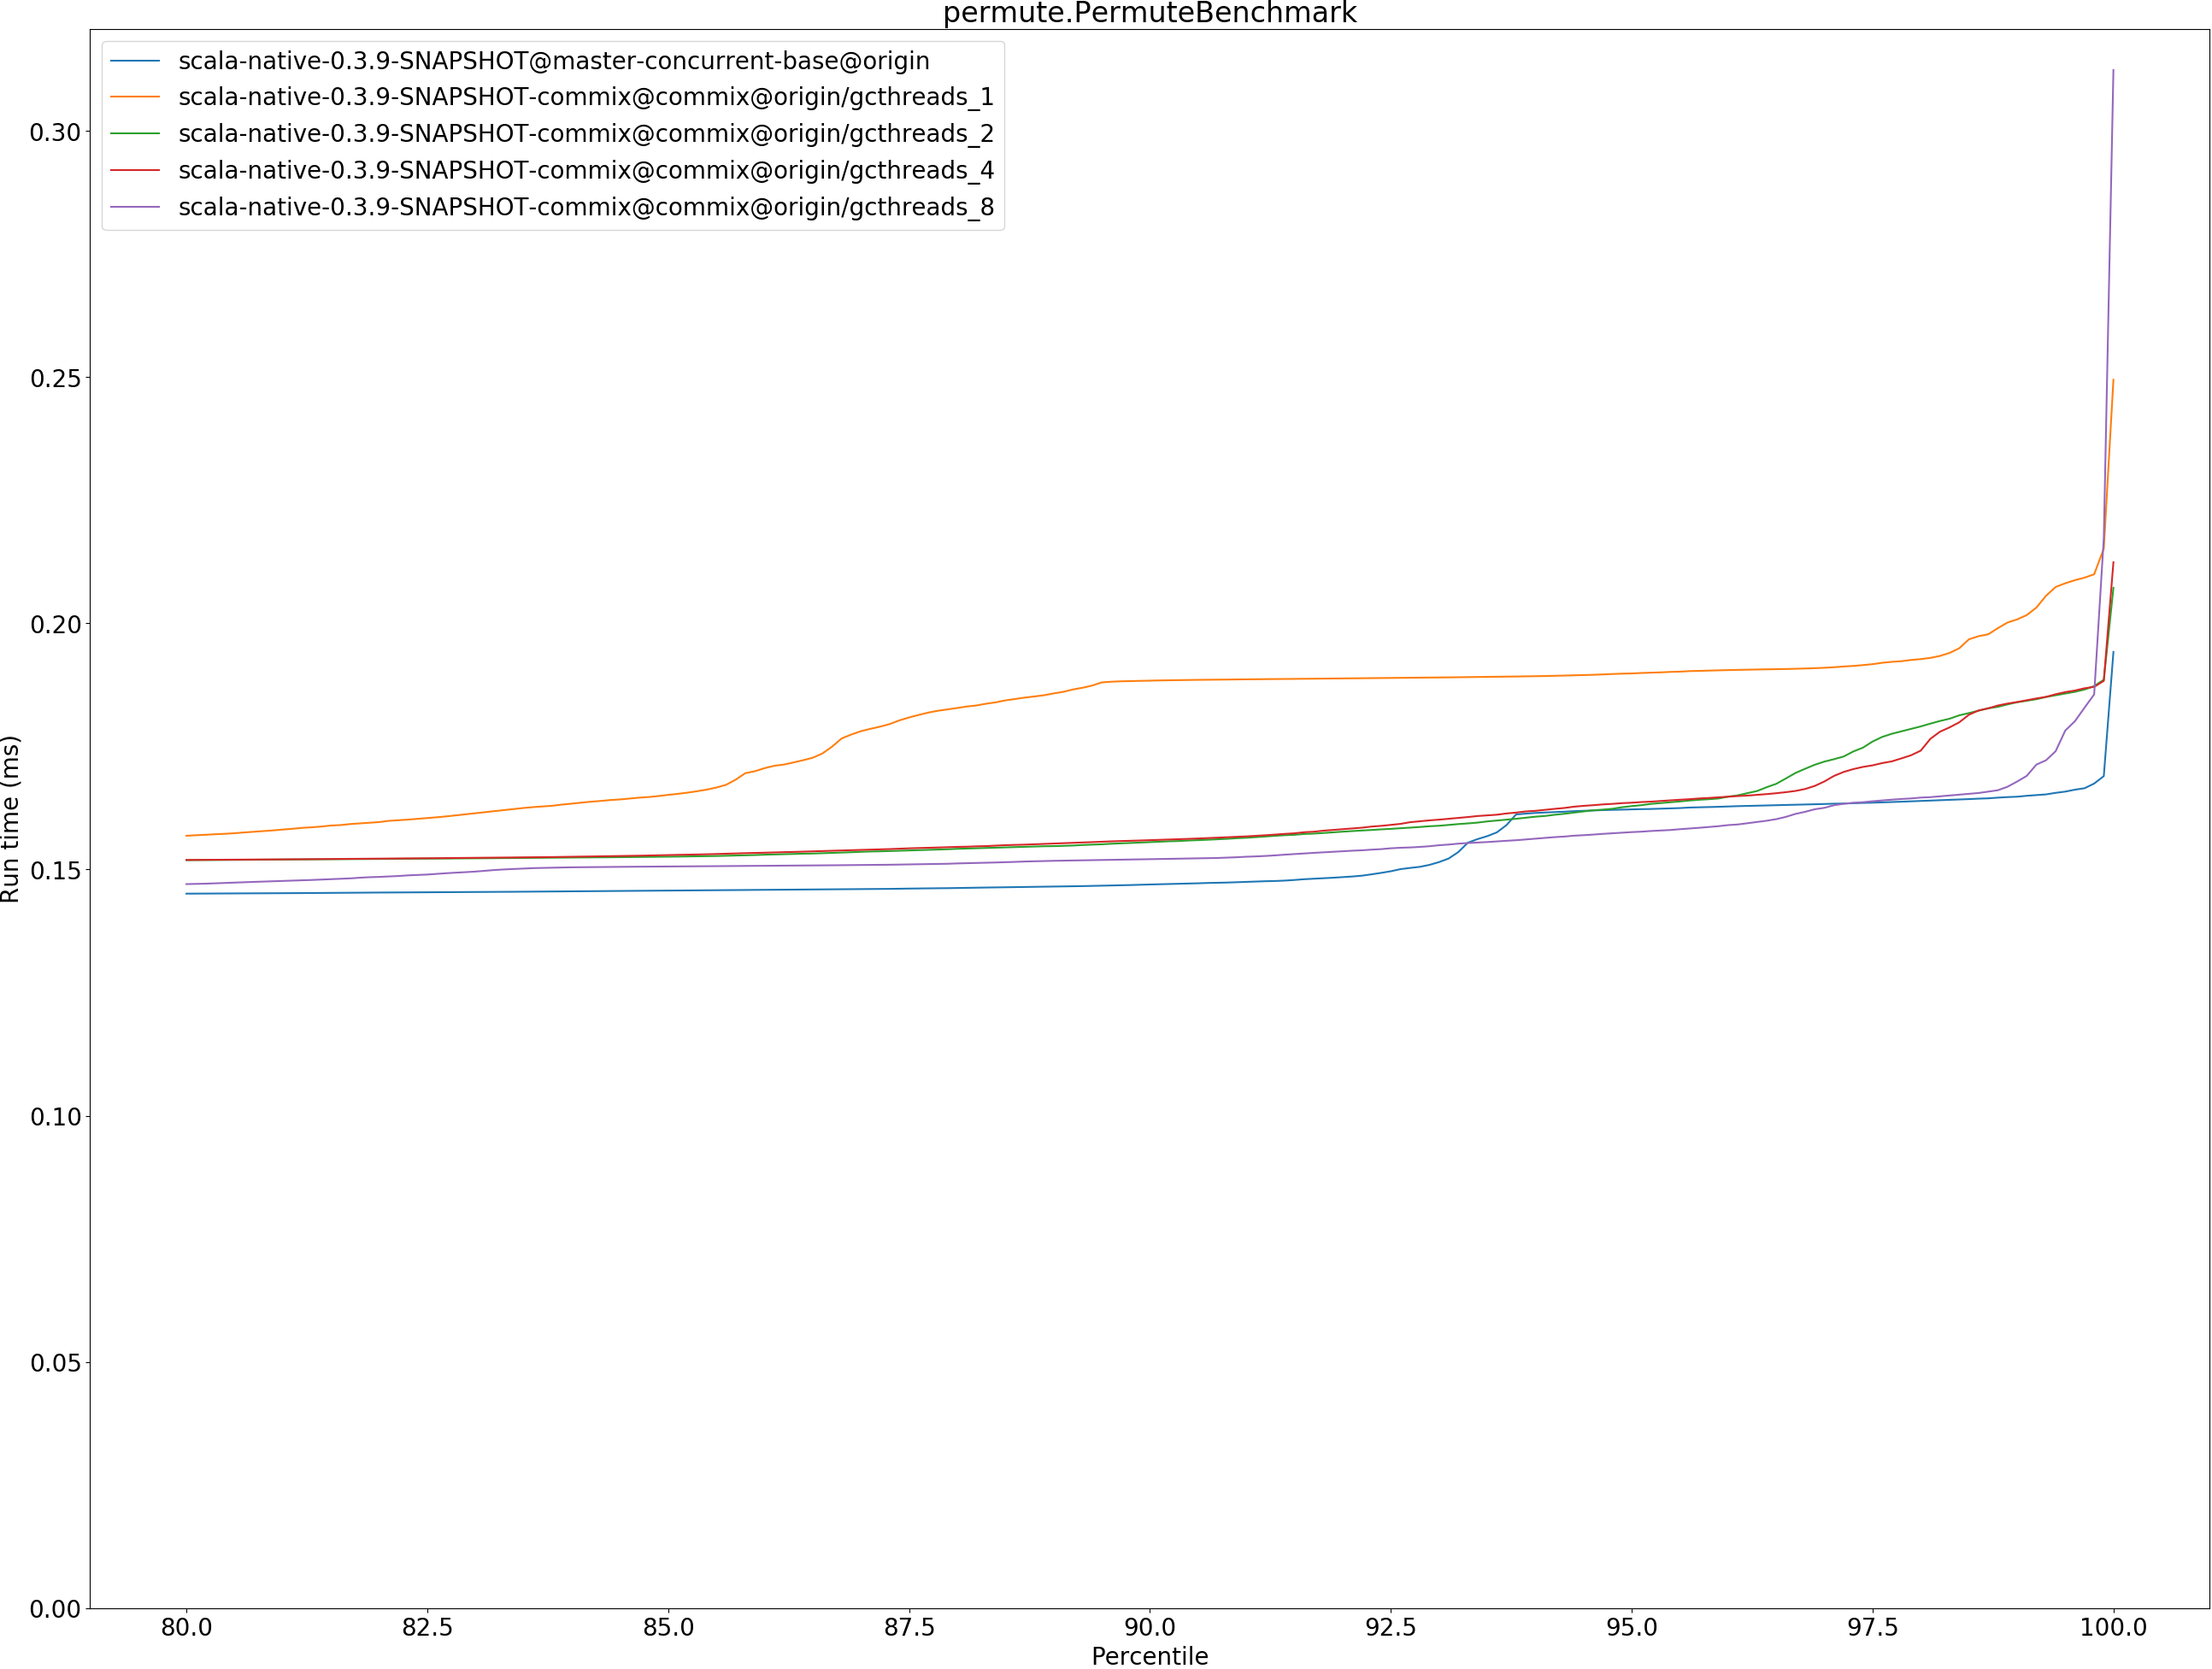 permute.PermuteBenchmark
scala-native-0.3.9-SNAPSHOT@master-concurrent-base@origin
scala-native-0.3.9-SNAPSHOT-commix@commix@origin/gcthreads_1
scala-native-0.3.9-SNAPSHOT-commix@commix@origin/gcthreads_2
scala-native-0.3.9-SNAPSHOT-commix@commix@origin/gcthreads_4
scala-native-0.3.9-SNAPSHOT-commix@commix@origin/gcthreads_8
Run time (ms)
0.30
0.25
0.20
0.15
0.10
0.05
0.00
80.0 82.5 85.0 87.5 90.0 92.5 95.0 97.5 100.0
Percentile